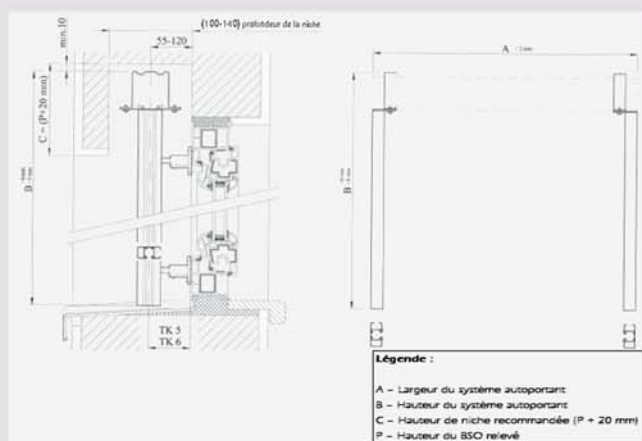 (100-140) profondeur de la niche
55-120
min.10
C = (P+20 mm)
B
TK 5
TK 6
A
B
Légende :
A – Largeur du système autoportant
B – Hauteur du système autoportant
C – Hauteur de niche recommandée (P + 20 mm)
P – Hauteur du BSO relevé